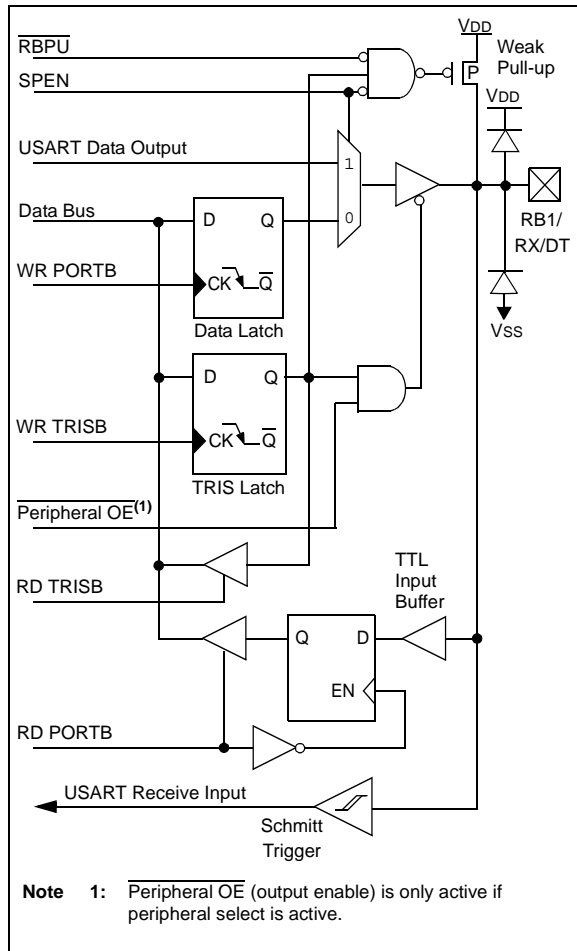 VDD
RBPU
Weak
Pull-up
P
SPEN
VDD
USART Data Output
1
Data Bus
D
Q
0
RB1/
RX/DT
WR PORTB
CK
Q
Data Latch
VSS
D
Q
WR TRISB
CK
Q
TRIS Latch
Peripheral OE(1)
TTL
Input
Buffer
RD TRISB
Q
D
EN
RD PORTB
USART Receive Input
Schmitt
Trigger
Note 1: Peripheral OE (output enable) is only active if
peripheral select is active.